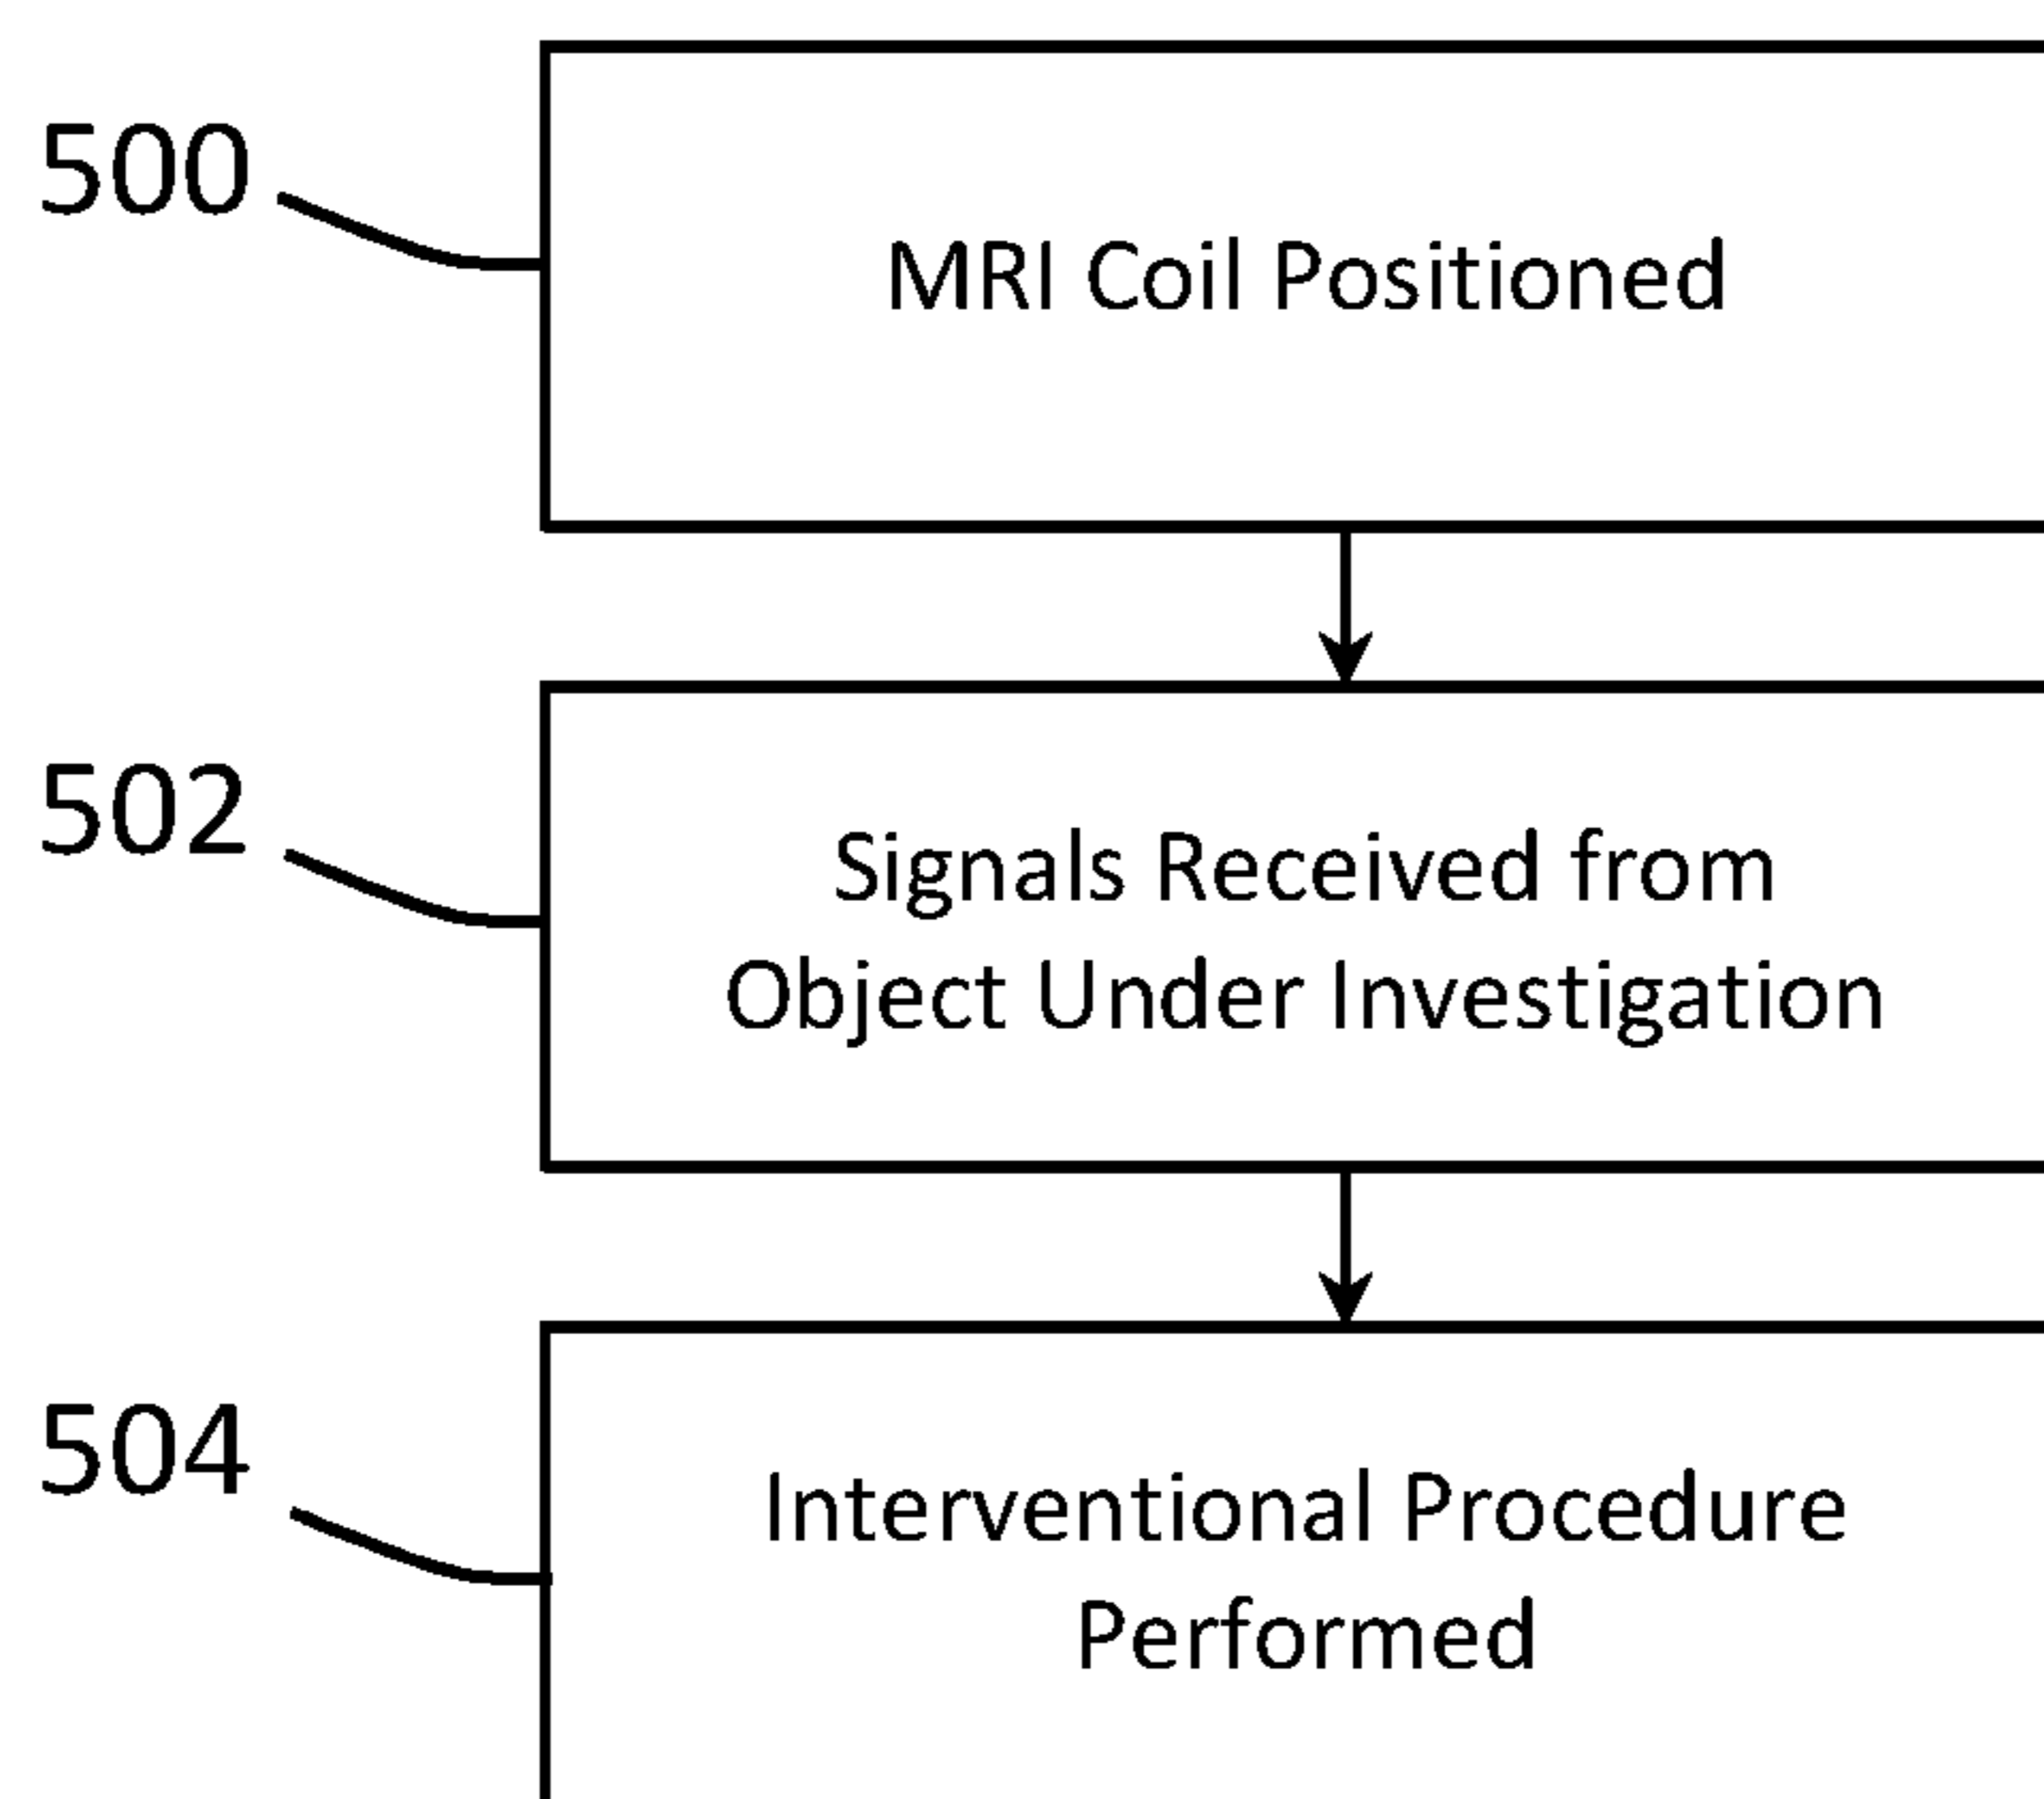 500
MRI Coil Positioned
502
Signals Received from
Object Under Investigation
504
Interventional Procedure
Performed